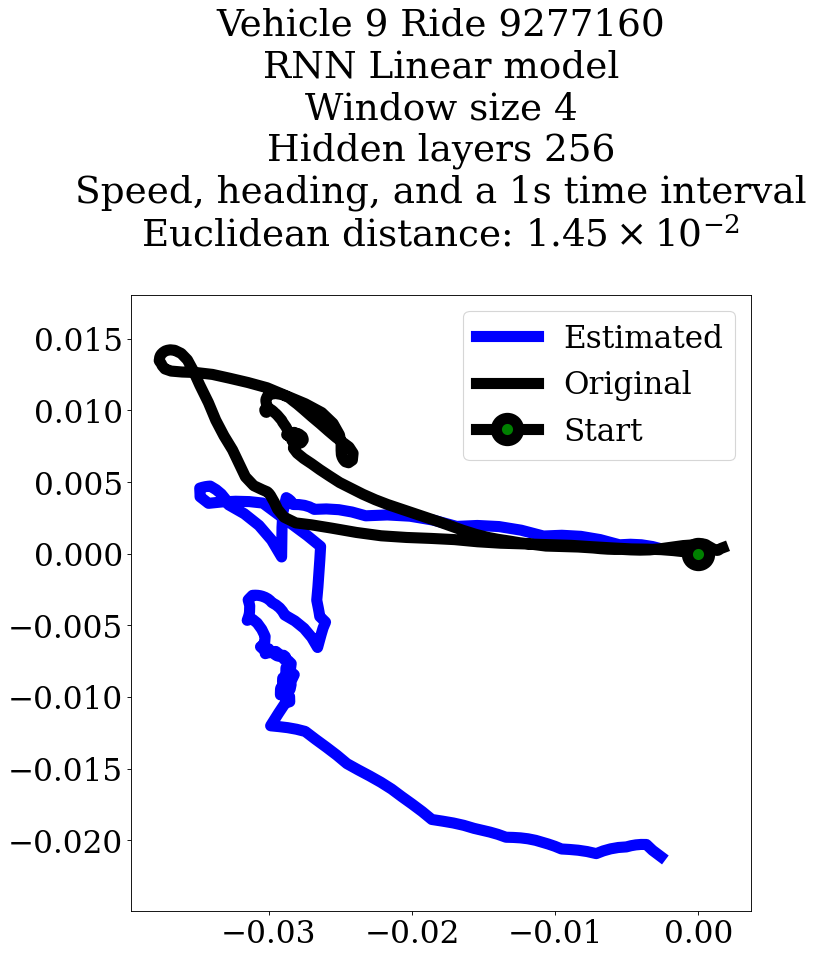 Vehicle 9 Ride 9277160
RNN Linear model
Window size 4
Hidden layers 256
Speed, heading, and a 1s time interval
Euclidean distance: 1.45 × 10⁻²
Estimated
Original
Start
0.015
0.010
0.005
0.000
−0.005
−0.010
−0.015
−0.020
−0.03 −0.02 −0.01 0.00